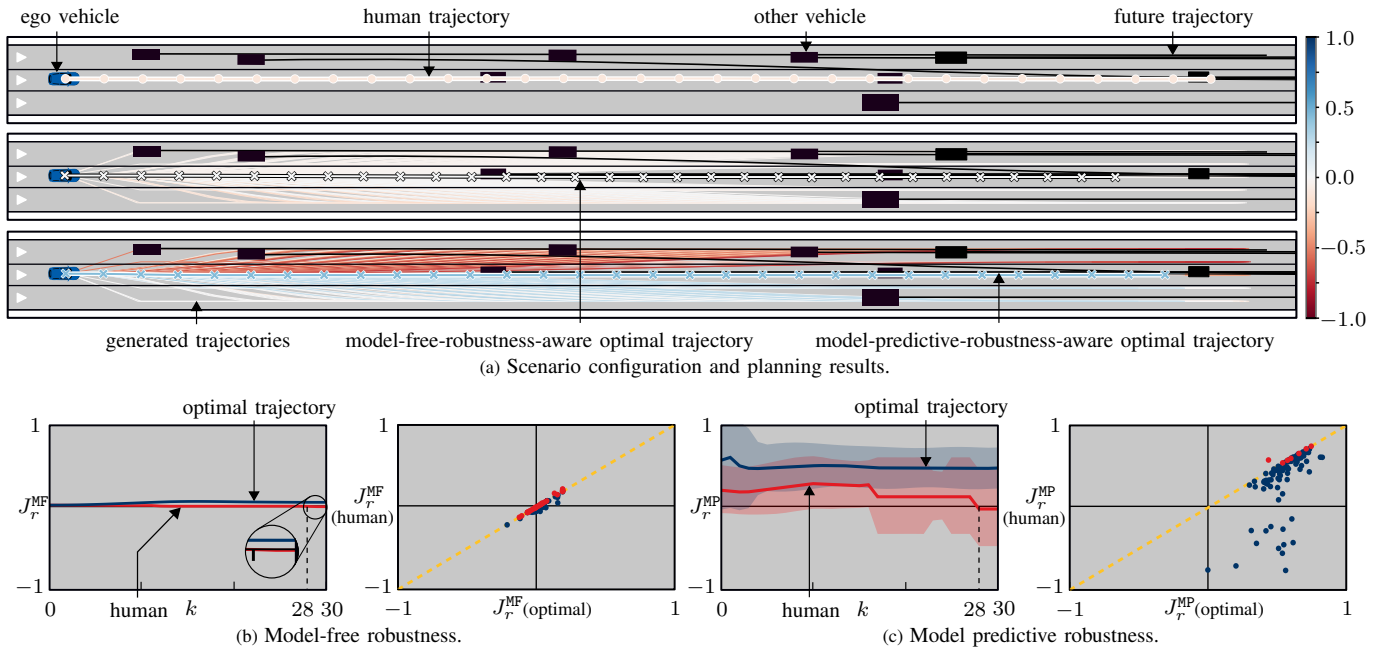 ego vehicle human trajectory other vehicle future trajectory
1.0
0.5
0.0
−0.5
−1.0
generated trajectories model-free-robustness-aware optimal trajectory model-predictive-robustness-aware optimal trajectory
(a) Scenario configuration and planning results.
optimal trajectory
1
J_r^MF
−1
0 human k 28 30
1
J_r^MF
(human)
−1
−1 J_r^MF(optimal) 1
(b) Model-free robustness.
optimal trajectory
1
J_r^MP
−1
0 human k 28 30
1
J_r^MP
(human)
−1
−1 J_r^MP(optimal) 1
(c) Model predictive robustness.